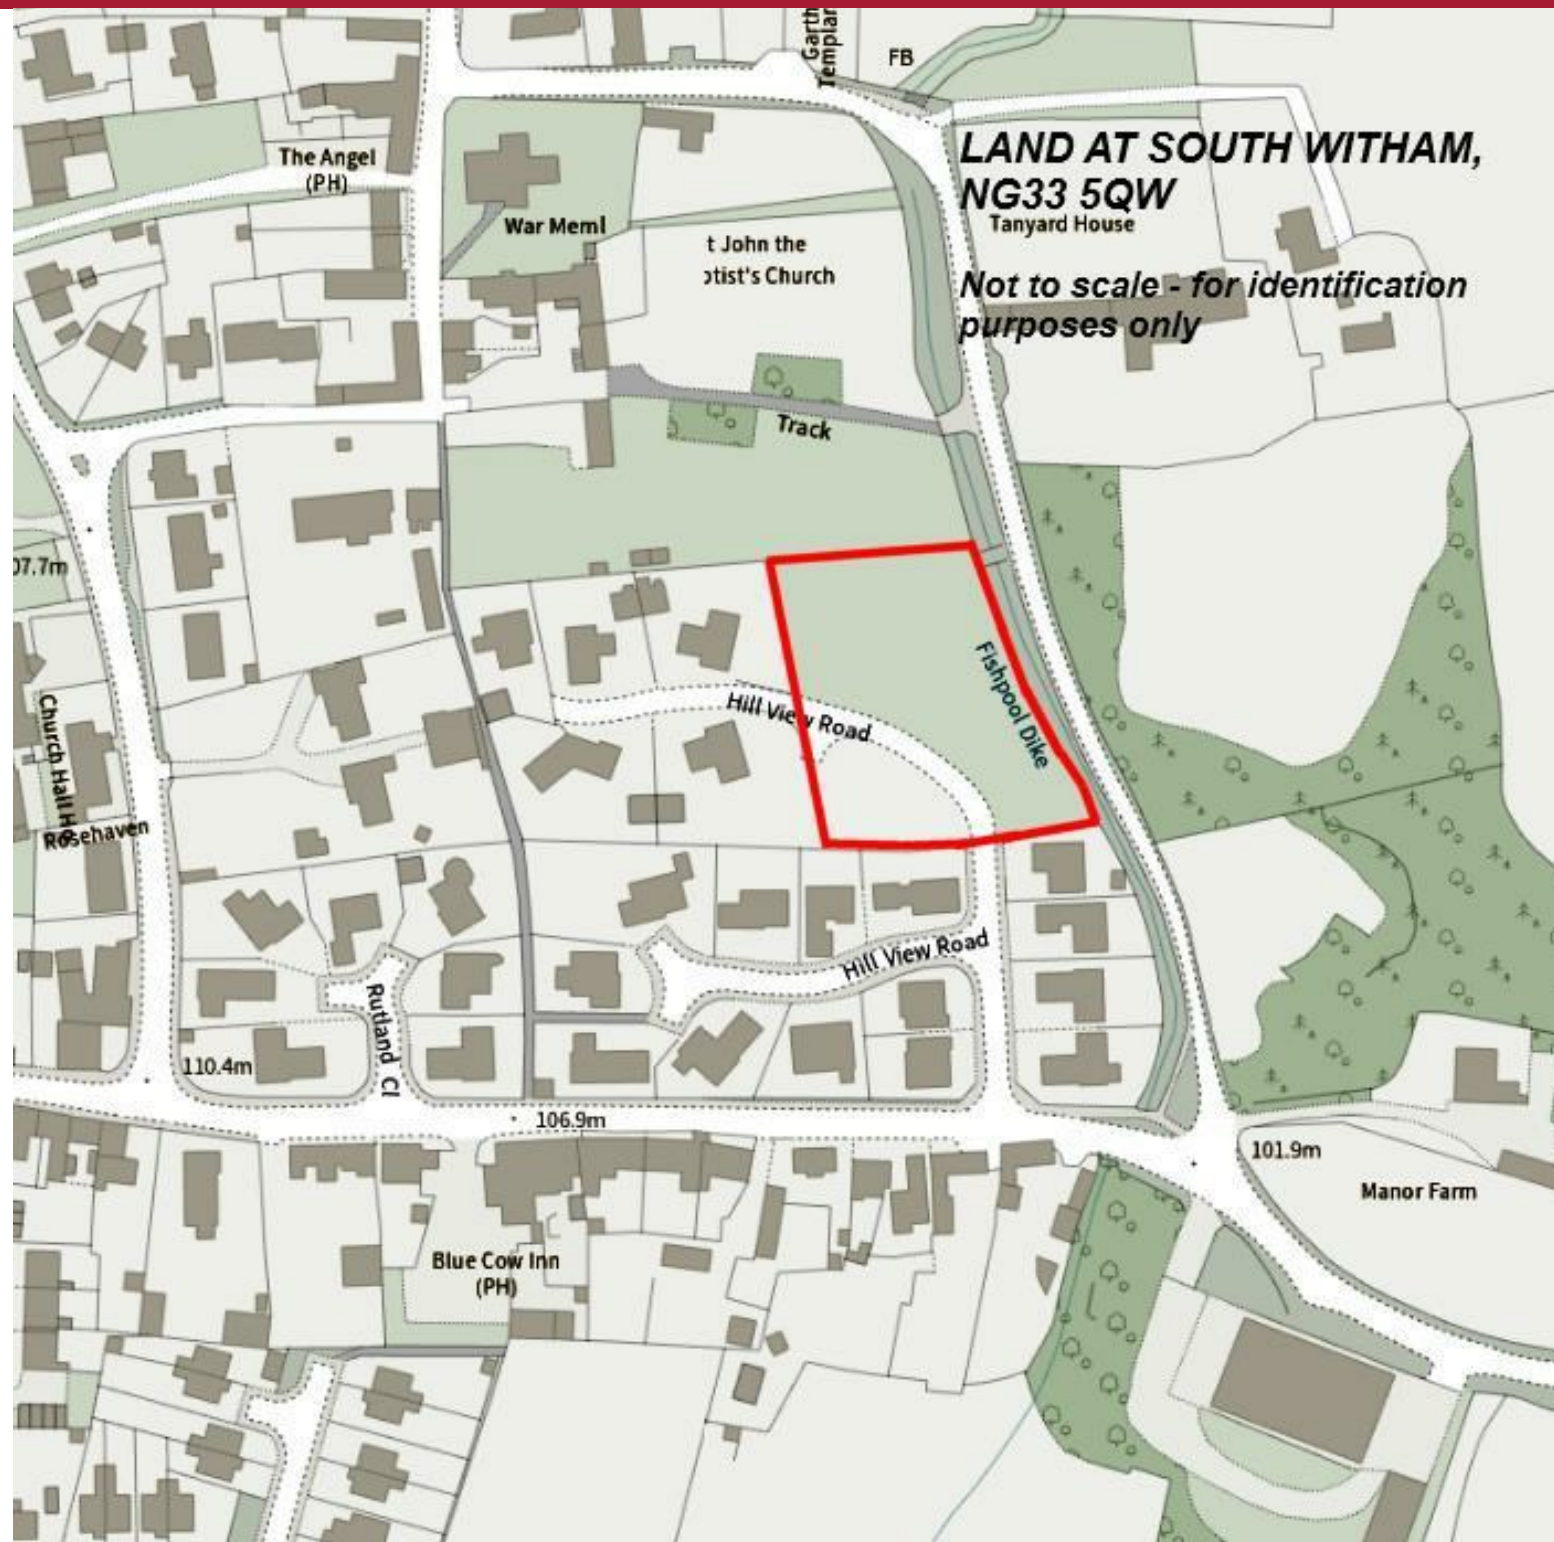 Garth
Templar
FB
LAND AT SOUTH WITHAM,
NG33 5QW
Tanyard House
Not to scale - for identification
purposes only
The Angel
(PH)
War Meml
t John the
ptist's Church
Track
07.7m
Hill View Road
Fishpool Dike
Church Hall H
Rosehaven
Hill View Road
Rutland Cl
110.4m
106.9m
101.9m
Manor Farm
Blue Cow Inn
(PH)